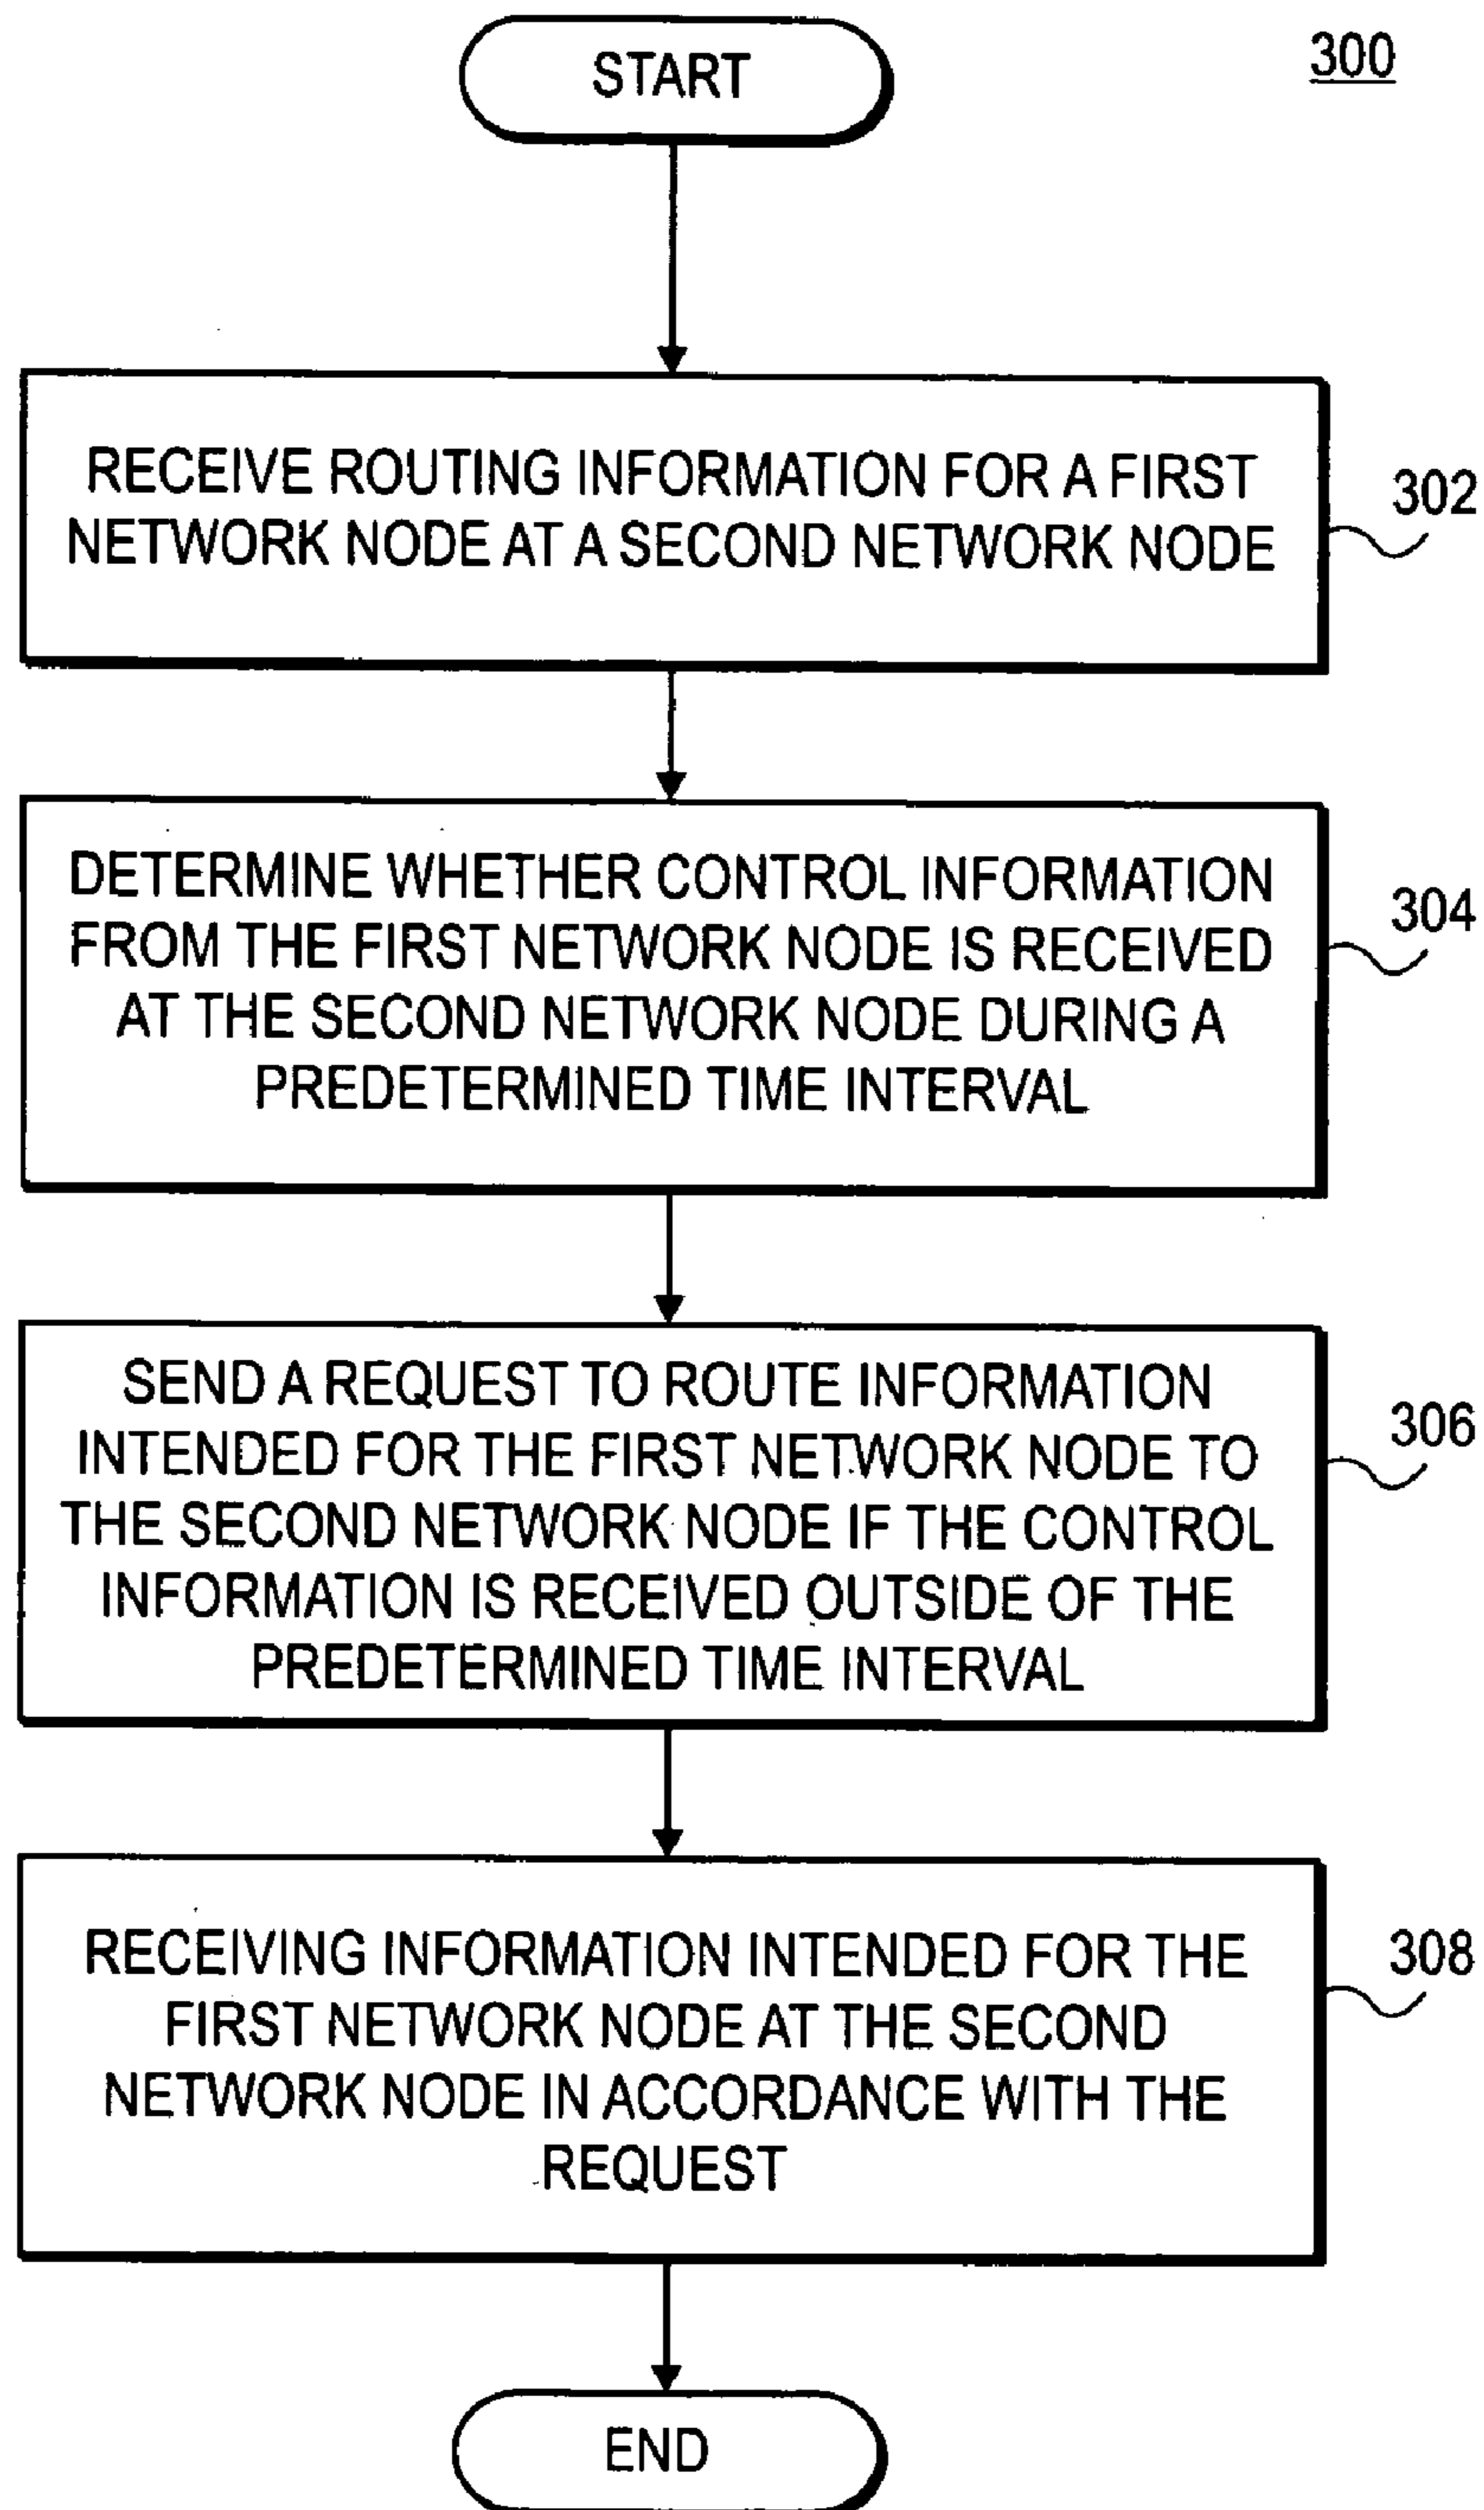 START
300
RECEIVE ROUTING INFORMATION FOR A FIRST
NETWORK NODE AT A SECOND NETWORK NODE
302
DETERMINE WHETHER CONTROL INFORMATION
FROM THE FIRST NETWORK NODE IS RECEIVED
AT THE SECOND NETWORK NODE DURING A
PREDETERMINED TIME INTERVAL
304
SEND A REQUEST TO ROUTE INFORMATION
INTENDED FOR THE FIRST NETWORK NODE TO
THE SECOND NETWORK NODE IF THE CONTROL
INFORMATION IS RECEIVED OUTSIDE OF THE
PREDETERMINED TIME INTERVAL
306
RECEIVING INFORMATION INTENDED FOR THE
FIRST NETWORK NODE AT THE SECOND
NETWORK NODE IN ACCORDANCE WITH THE
REQUEST
308
END